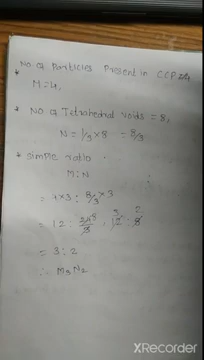 * No of Particles Present in CCP = 4
M = 4,
* No of Tetrahedral voids = 8,
N = 1/3 × 8 = 8/3
* simple ratio .
M : N
= 4 × 3 : 8/3 × 3
= 12 : 24 8
= 3 : 2
∴ M3N2
XRecorder